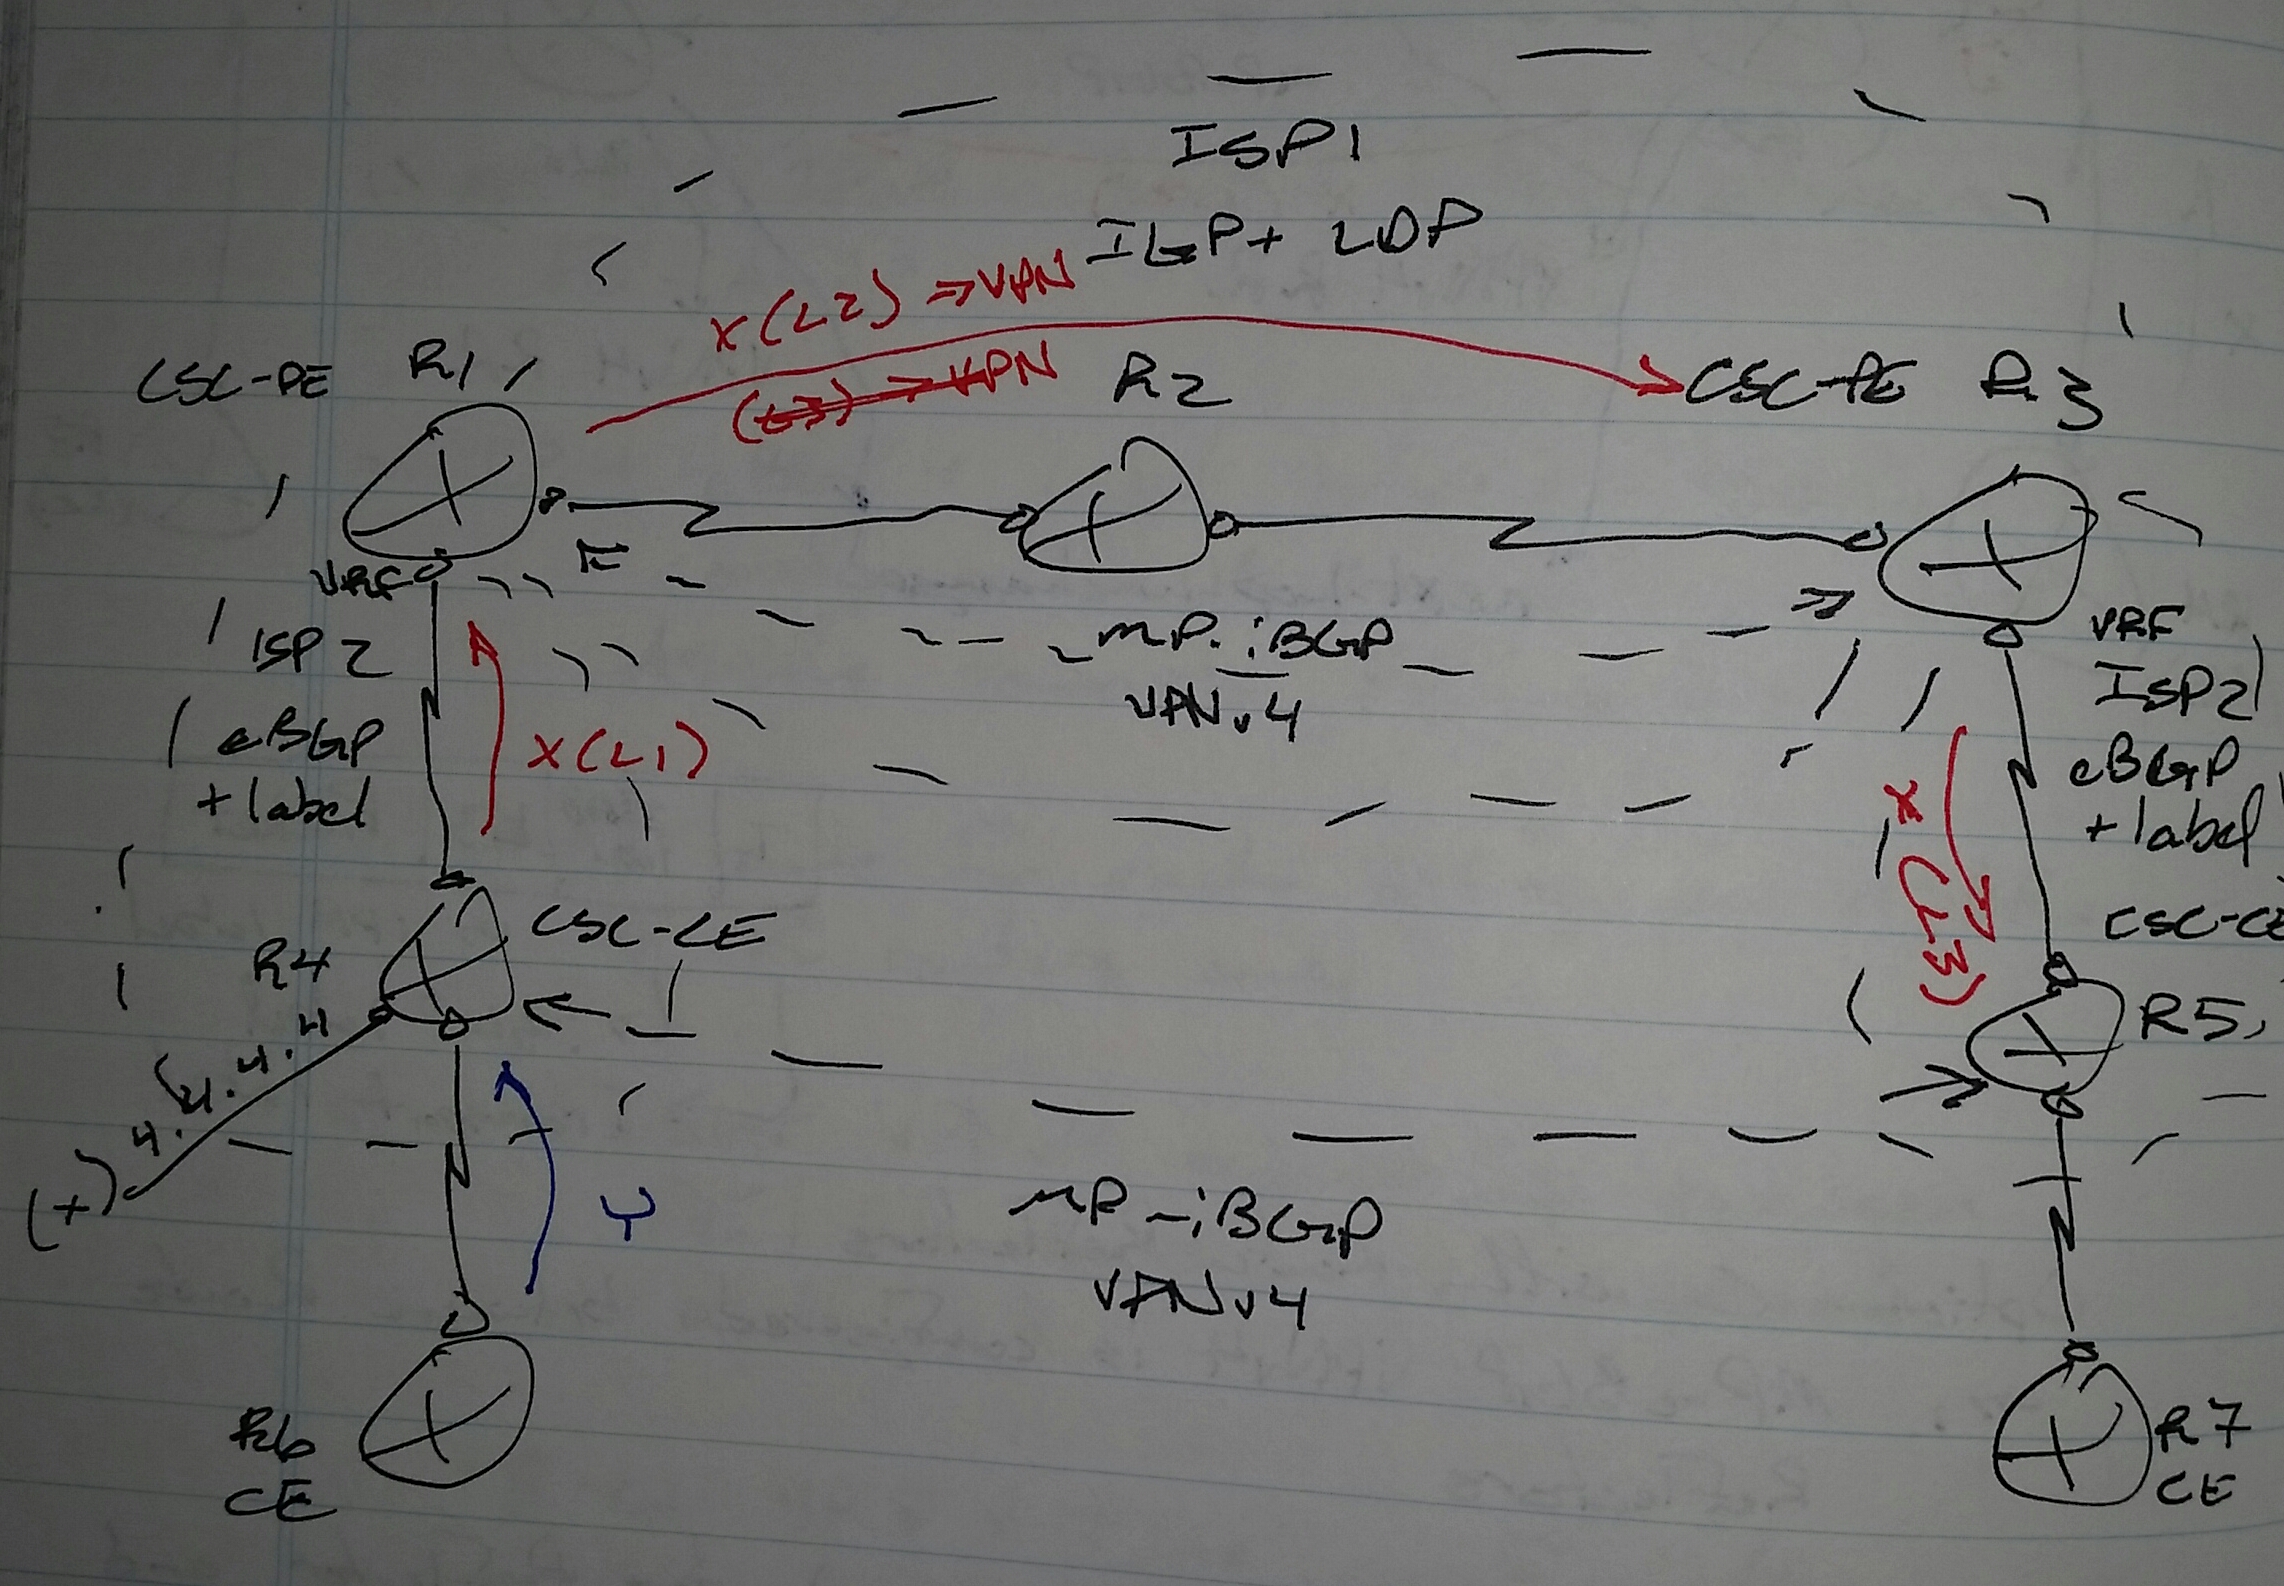 ISP1
IGP + LDP
X(L2) => VPN
(L3) => VPN
CSC-PE R1
R2
CSC-PE R3
VRF
ISP2
eBGP
+ label
X(L1)
MP-iBGP
VPNv4
VRF
ISP2
eBGP
+ label
X (L3)
CSC-CE
R4
CSC-CE
R5
4.4.4.4
(X)
Y
MP-iBGP
VPNv4
R6
CE
R7
CE